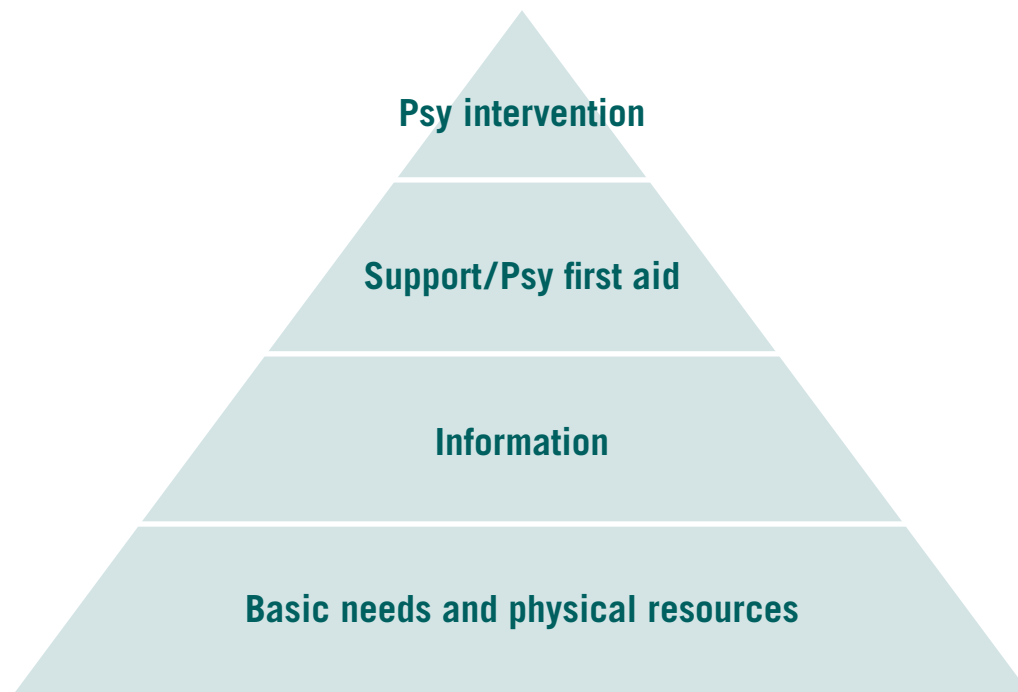 Psy intervention
Support/Psy first aid
Information
Basic needs and physical resources